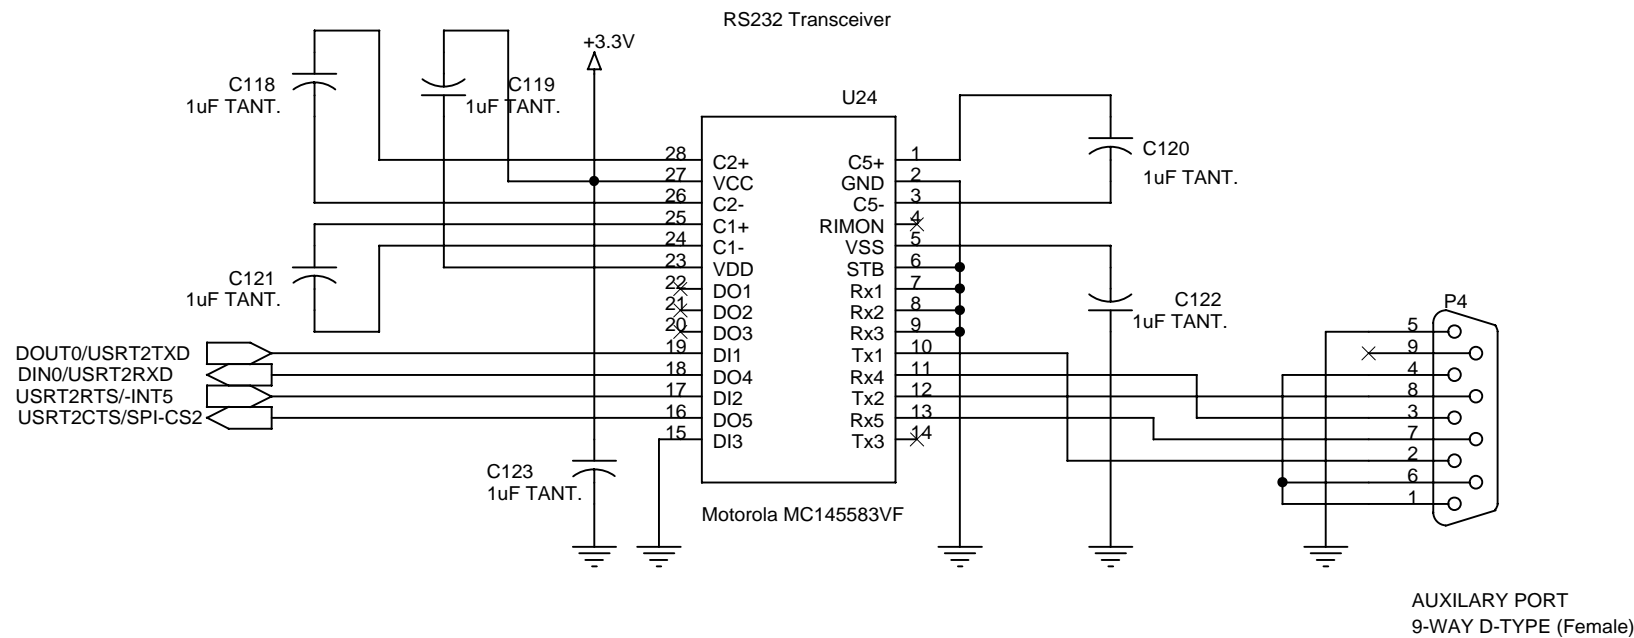 RS232 Transceiver
+3.3V
C118
1uF TANT.
C119
1uF TANT.
U24
C120
1uF TANT.
28 C2+
27 VCC
26 C2-
25 C1+
24 C1-
23 VDD
22 DO1
21 DO2
20 DO3
19 DI1
18 DO4
17 DI2
16 DO5
15 DI3
C5+ 1
GND 2
C5- 3
RIMON 4
VSS 5
STB 6
Rx1 7
Rx2 8
Rx3 9
Tx1 10
Rx4 11
Tx2 12
Rx5 13
Tx3 14
C121
1uF TANT.
C122
1uF TANT.
P4
5
9
4
8
3
7
2
6
1
DOUT0/USRT2TXD
DIN0/USRT2RXD
USRT2RTS/-INT5
USRT2CTS/SPI-CS2
C123
1uF TANT.
Motorola MC145583VF
AUXILARY PORT
9-WAY D-TYPE (Female)